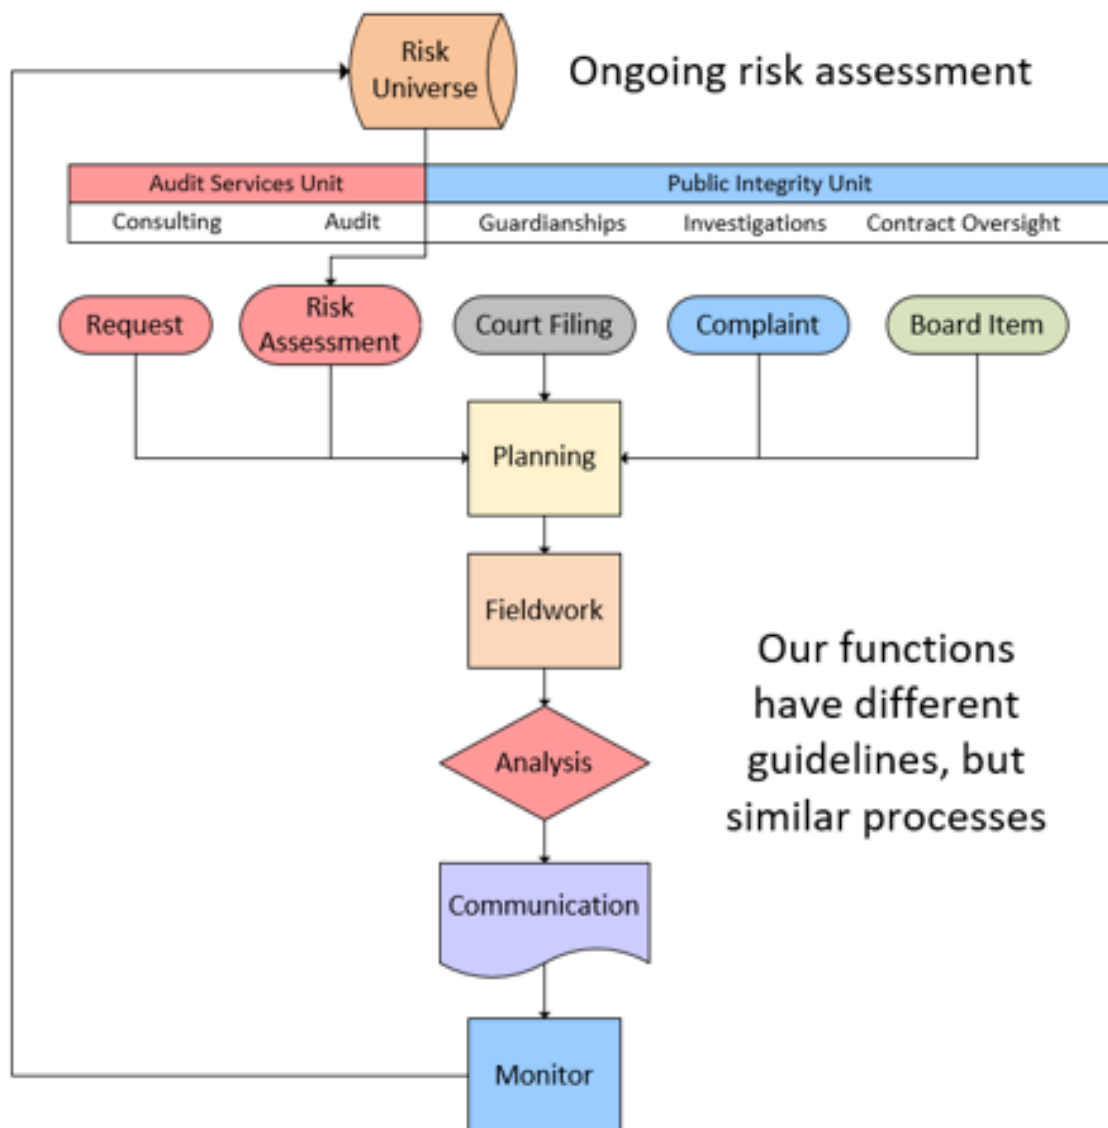 Risk
Universe
Ongoing risk assessment
Audit Services Unit
Public Integrity Unit
Consulting
Audit
Guardianships
Investigations
Contract Oversight
Request
Risk
Assessment
Court Filing
Complaint
Board Item
Planning
Fieldwork
Our functions
have different
guidelines, but
similar processes
Analysis
Communication
Monitor